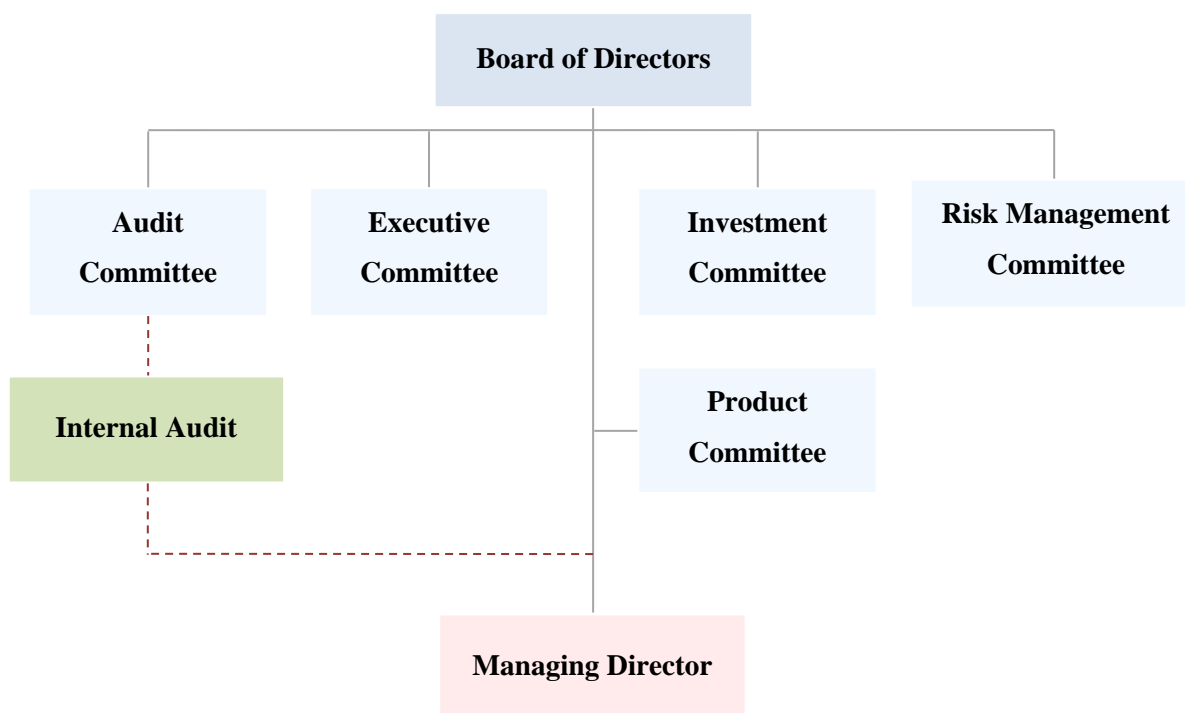 Board of Directors
Audit
Committee
Executive
Committee
Investment
Committee
Risk Management
Committee
Internal Audit
Product
Committee
Managing Director